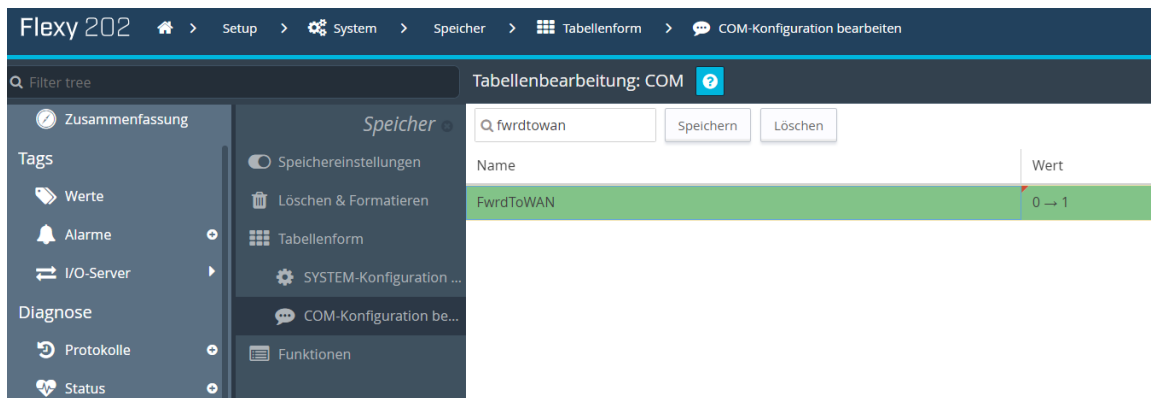 Flexy 202 > Setup > System > Speicher > Tabellenform > COM-Konfiguration bearbeiten
Filter tree
Tabellenbearbeitung: COM ?
Zusammenfassung
Tags
Werte
Alarme
I/O-Server
Diagnose
Protokolle
Status
Speicher
Speichereinstellungen
Löschen & Formatieren
Tabellenform
SYSTEM-Konfiguration ...
COM-Konfiguration be...
Funktionen
fwrdtowan Speichern Löschen
Name Wert
FwrdToWAN 0 → 1